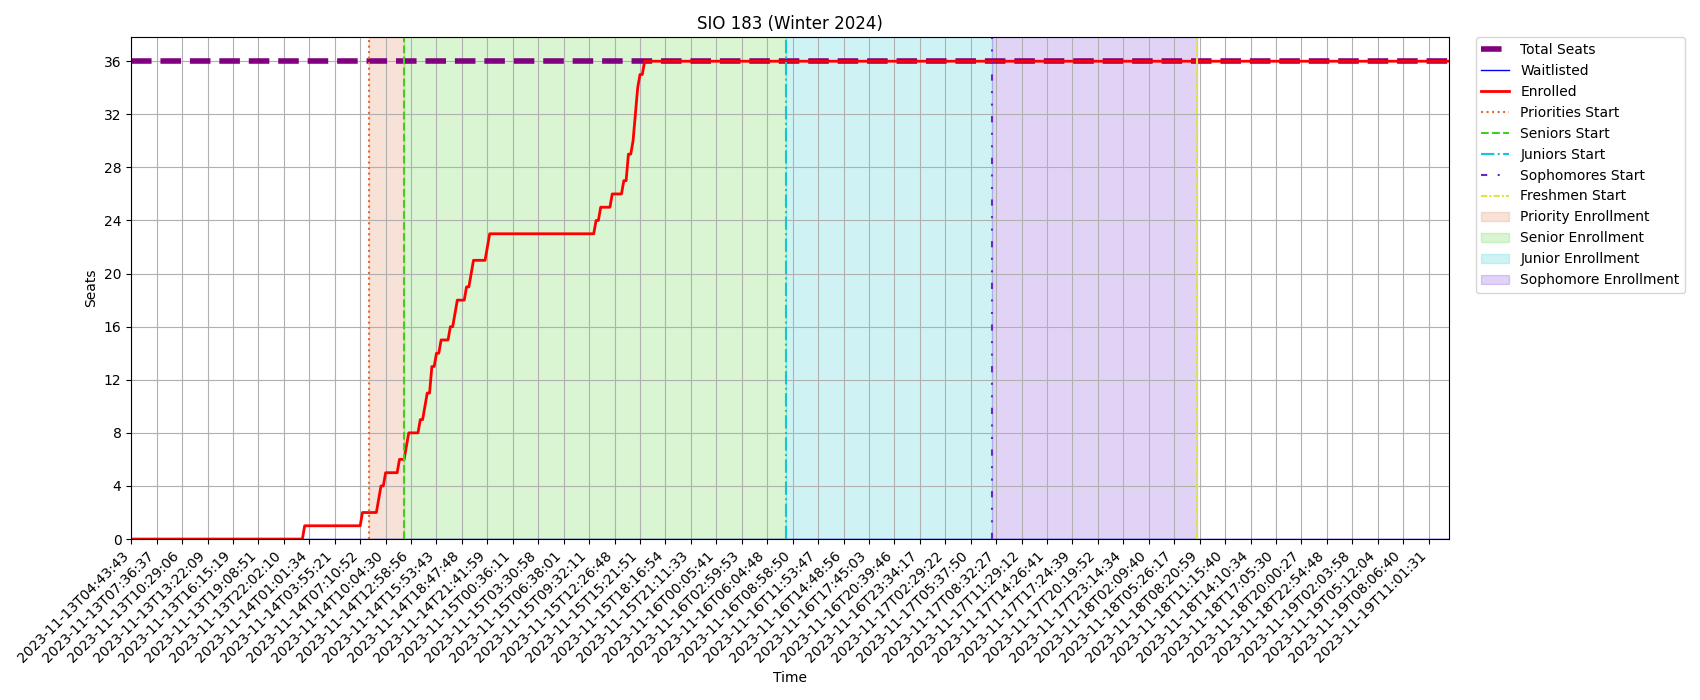 SIO 183 (Winter 2024)
Seats
36
32
28
24
20
16
12
8
4
0
2023-11-13T04:43:43
2023-11-13T07:36:37
2023-11-13T10:29:06
2023-11-13T13:22:09
2023-11-13T16:15:19
2023-11-13T19:08:51
2023-11-13T22:02:10
2023-11-14T01:01:34
2023-11-14T03:55:21
2023-11-14T07:10:52
2023-11-14T10:04:30
2023-11-14T12:58:56
2023-11-14T15:53:43
2023-11-14T18:47:48
2023-11-14T21:41:59
2023-11-15T00:36:11
2023-11-15T03:30:58
2023-11-15T06:38:01
2023-11-15T09:32:11
2023-11-15T12:26:48
2023-11-15T15:21:51
2023-11-15T18:16:54
2023-11-15T21:11:33
2023-11-16T00:05:41
2023-11-16T02:59:53
2023-11-16T06:04:48
2023-11-16T08:58:50
2023-11-16T11:53:47
2023-11-16T14:48:56
2023-11-16T17:45:03
2023-11-16T20:39:46
2023-11-16T23:34:17
2023-11-17T02:29:22
2023-11-17T05:37:50
2023-11-17T08:32:27
2023-11-17T11:29:12
2023-11-17T14:26:41
2023-11-17T17:24:39
2023-11-17T20:19:52
2023-11-17T23:14:34
2023-11-18T02:09:40
2023-11-18T05:26:17
2023-11-18T08:20:59
2023-11-18T11:15:40
2023-11-18T14:10:34
2023-11-18T17:05:30
2023-11-18T20:00:27
2023-11-18T22:54:48
2023-11-19T02:03:58
2023-11-19T05:12:04
2023-11-19T08:06:40
2023-11-19T11:01:31
Time
Total Seats
Waitlisted
Enrolled
Priorities Start
Seniors Start
Juniors Start
Sophomores Start
Freshmen Start
Priority Enrollment
Senior Enrollment
Junior Enrollment
Sophomore Enrollment